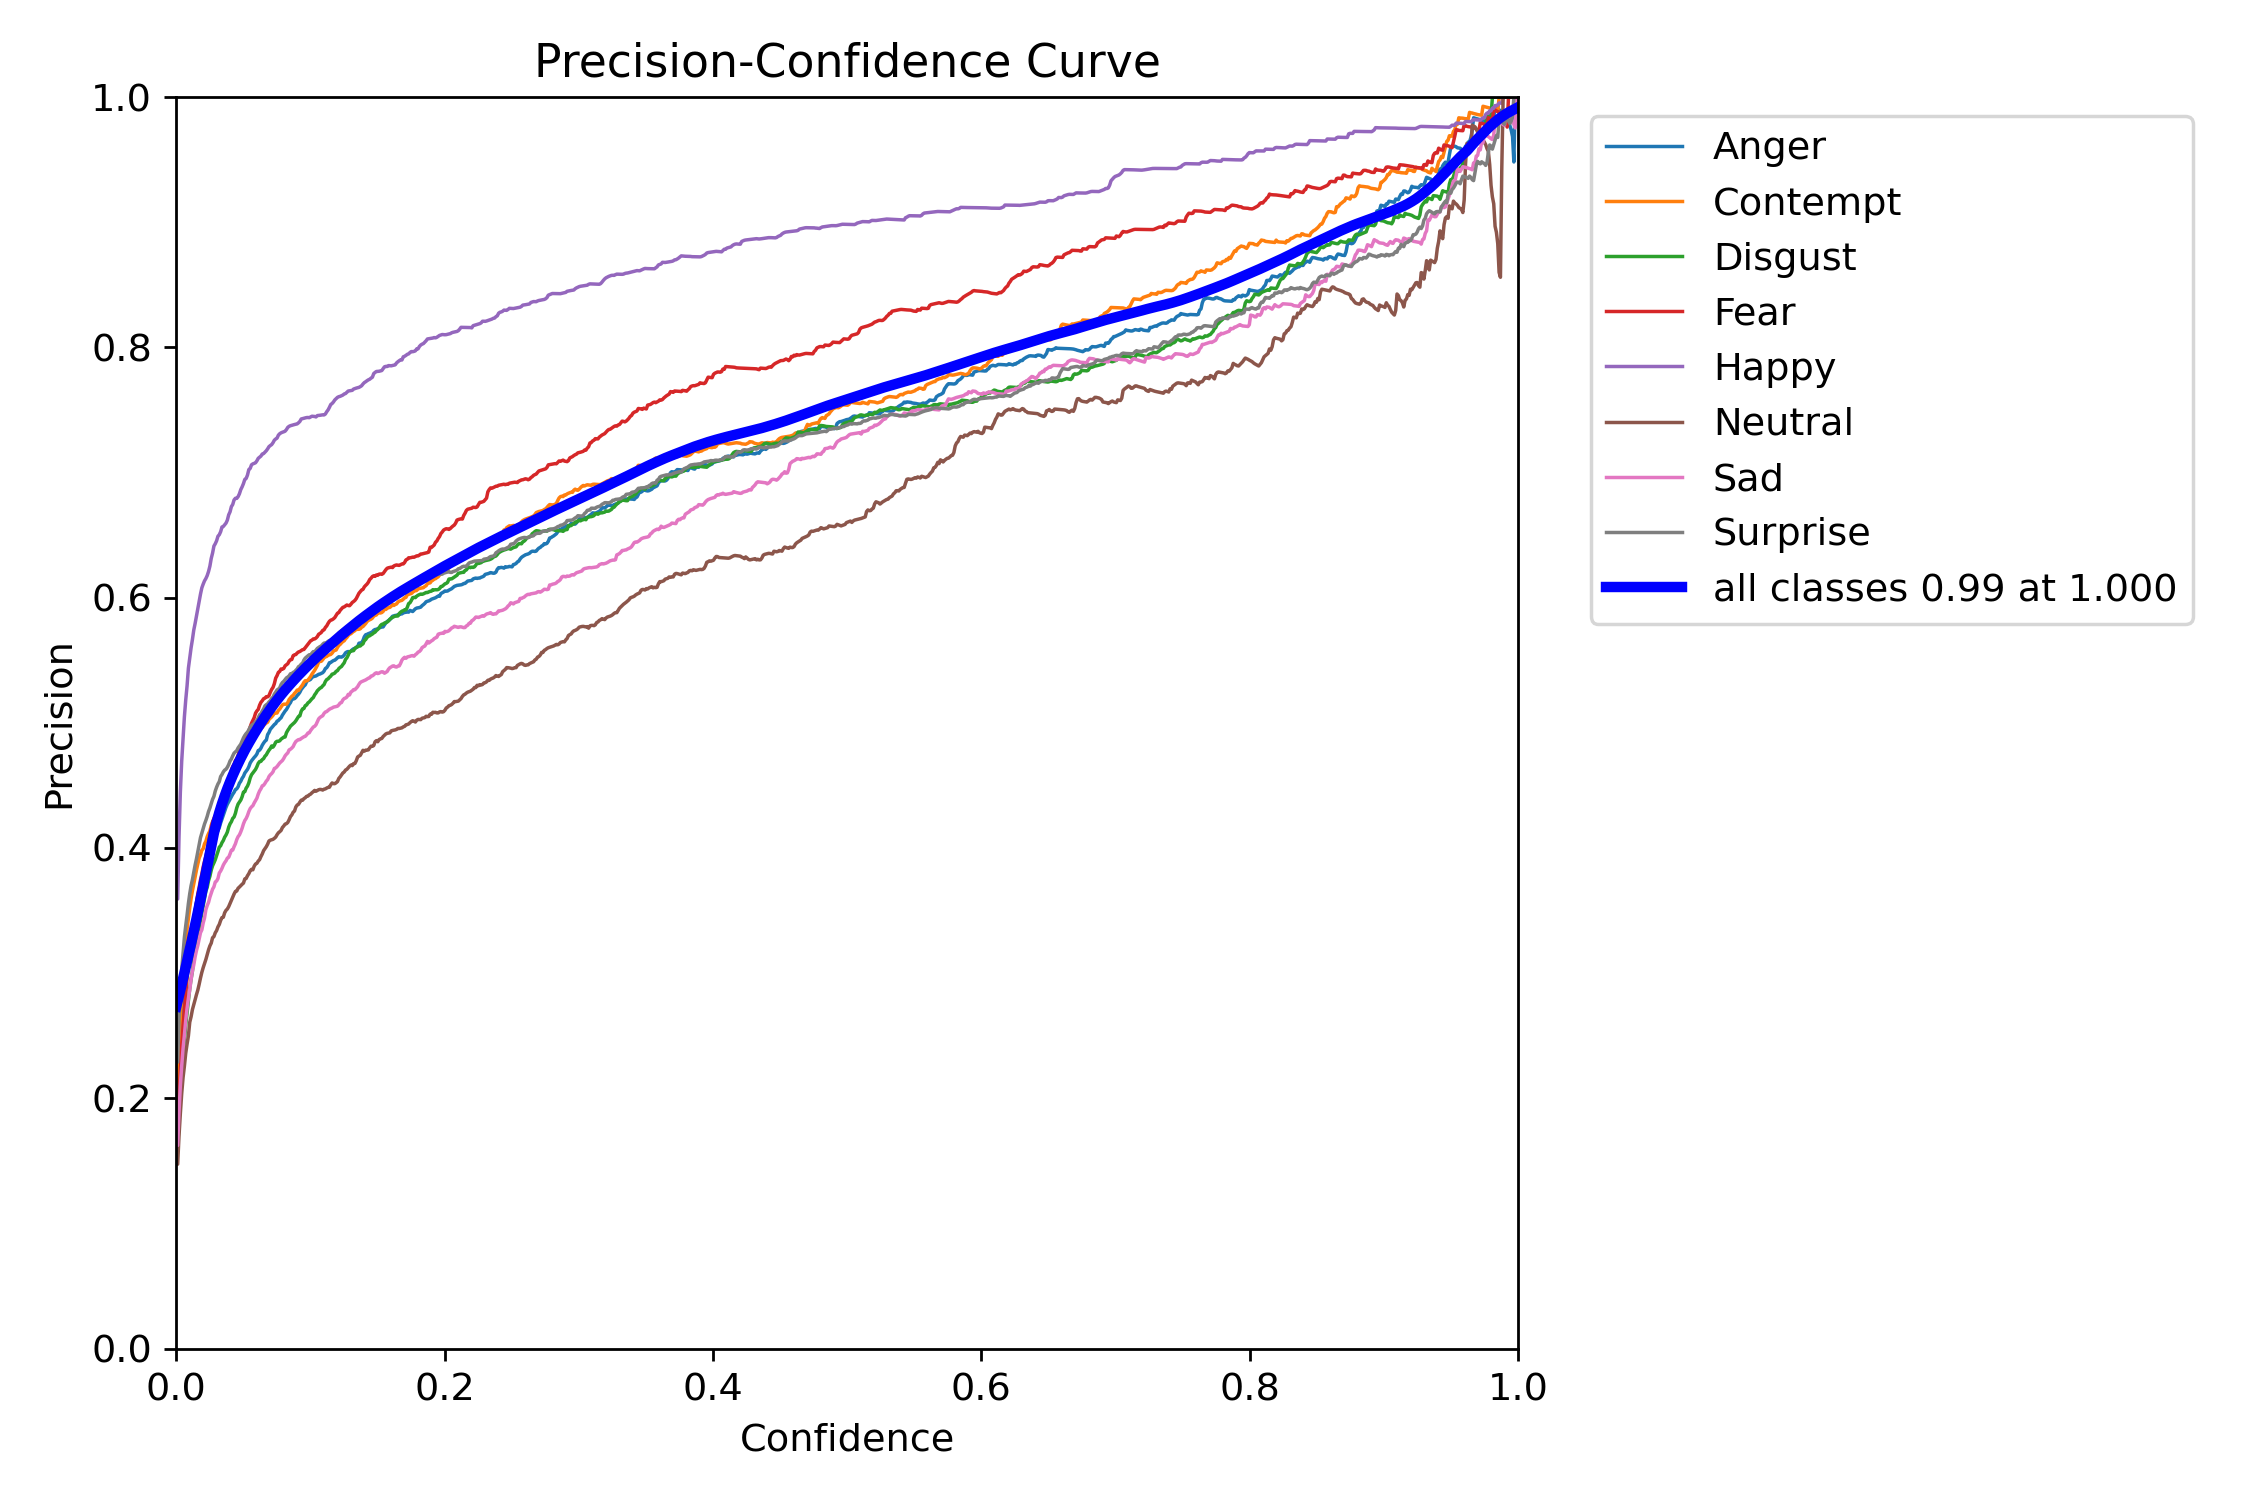 Precision-Confidence Curve
1.0
0.8
0.6
0.4
0.2
0.0
Precision
0.0 0.2 0.4 0.6 0.8 1.0
Confidence
Anger
Contempt
Disgust
Fear
Happy
Neutral
Sad
Surprise
all classes 0.99 at 1.000